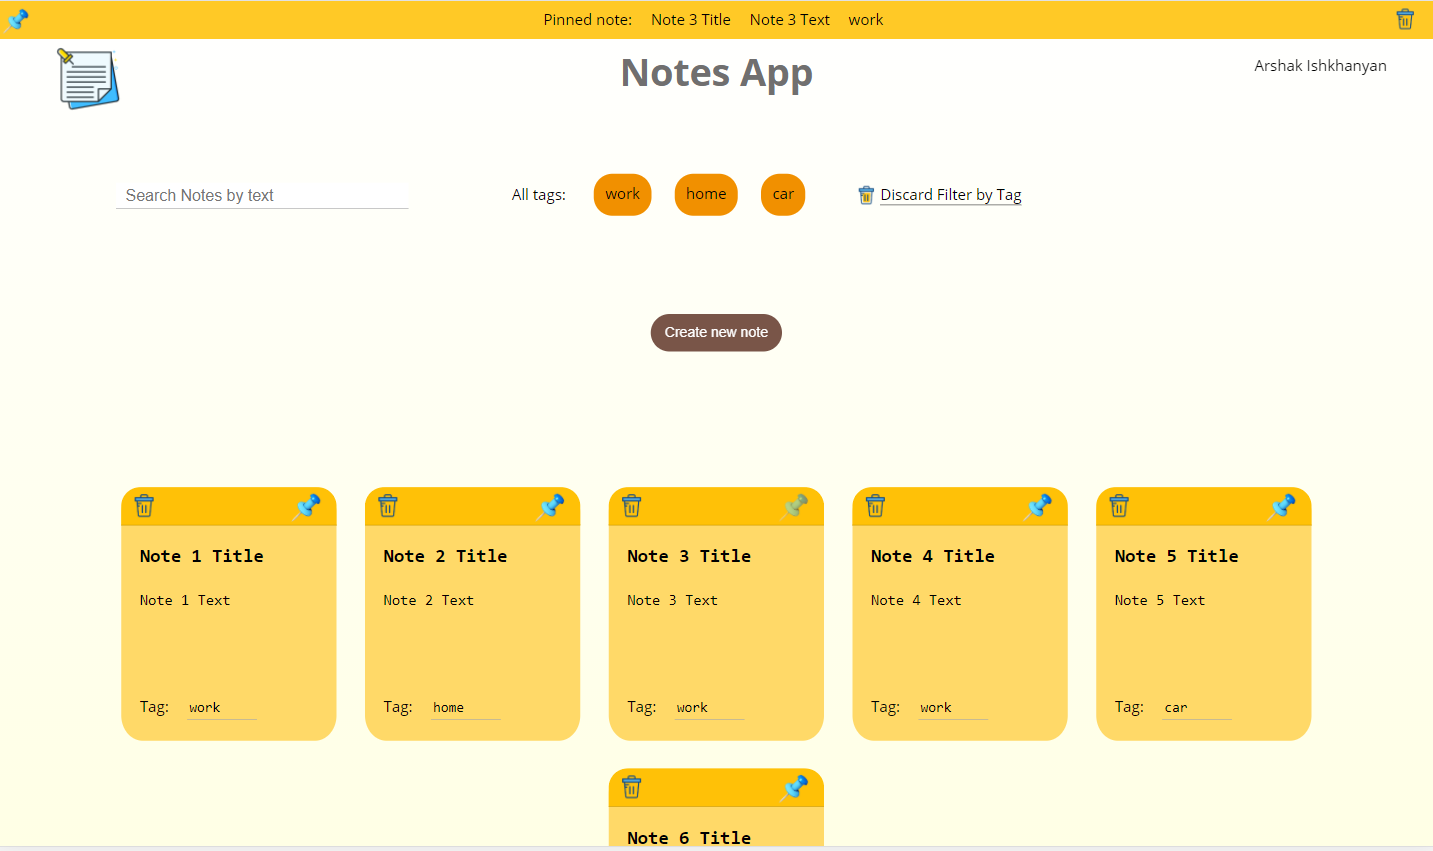 Pinned note: Note 3 Title Note 3 Text work
Notes App
Arshak Ishkhanyan
Search Notes by text
All tags: work home car
Discard Filter by Tag
Create new note
Note 1 Title
Note 1 Text
Tag: work
Note 2 Title
Note 2 Text
Tag: home
Note 3 Title
Note 3 Text
Tag: work
Note 4 Title
Note 4 Text
Tag: work
Note 5 Title
Note 5 Text
Tag: car
Note 6 Title